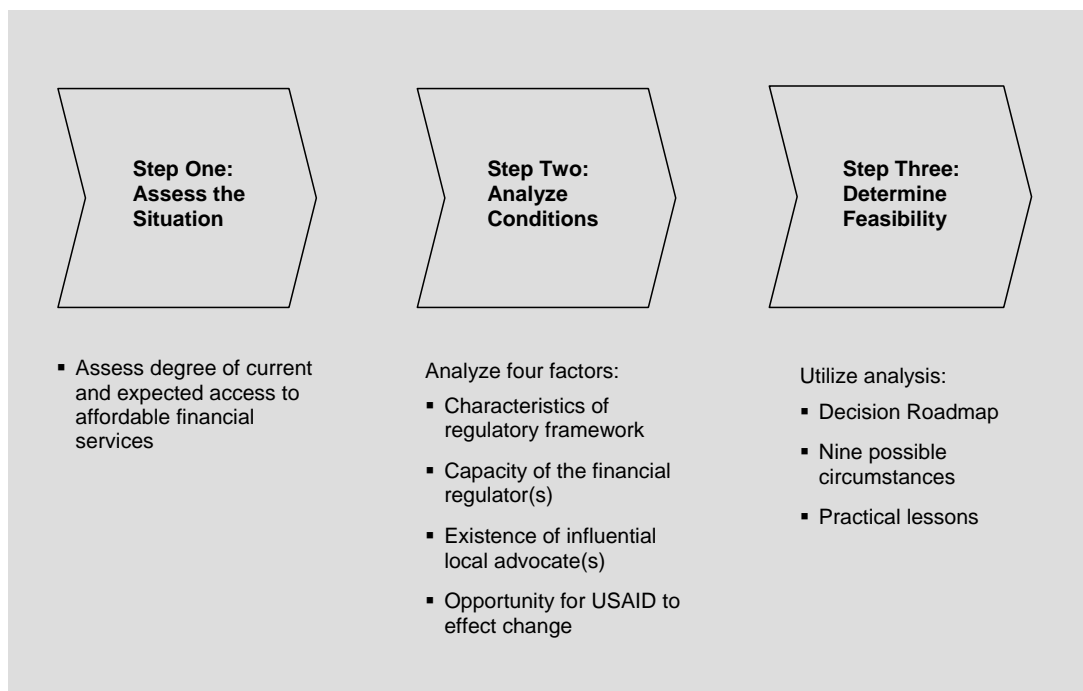 Step One:
Assess the
Situation
▪ Assess degree of current
and expected access to
affordable financial
services
Step Two:
Analyze
Conditions
Analyze four factors:
▪ Characteristics of
regulatory framework
▪ Capacity of the financial
regulator(s)
▪ Existence of influential
local advocate(s)
▪ Opportunity for USAID to
effect change
Step Three:
Determine
Feasibility
Utilize analysis:
▪ Decision Roadmap
▪ Nine possible
circumstances
▪ Practical lessons